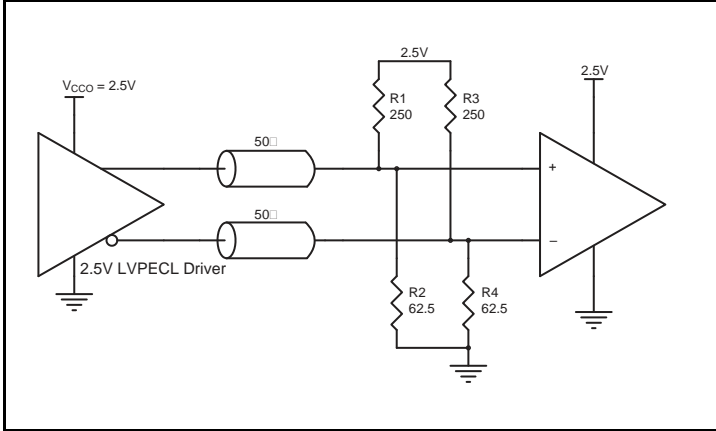 2.5V
V_CCO = 2.5V
2.5V
R1
250
R3
250
50□
+
50□
–
2.5V LVPECL Driver
R2
62.5
R4
62.5